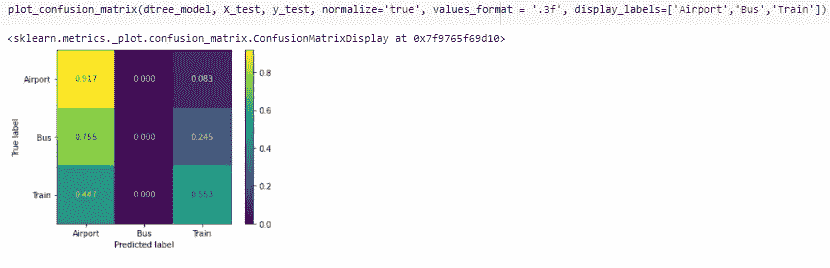 plot_confusion_matrix(dtree_model, X_test, y_test, normalize='true', values_format = '.3f', display_labels=['Airport','Bus','Train'])
<sklearn.metrics._plot.confusion_matrix.ConfusionMatrixDisplay at 0x7f9765f69d10>
Airport 0.917 0.000 0.083
Bus 0.755 0.000 0.245
Train 0.447 0.000 0.553
True label
Airport Bus Train
Predicted label
0.8
0.6
0.4
0.2
0.0